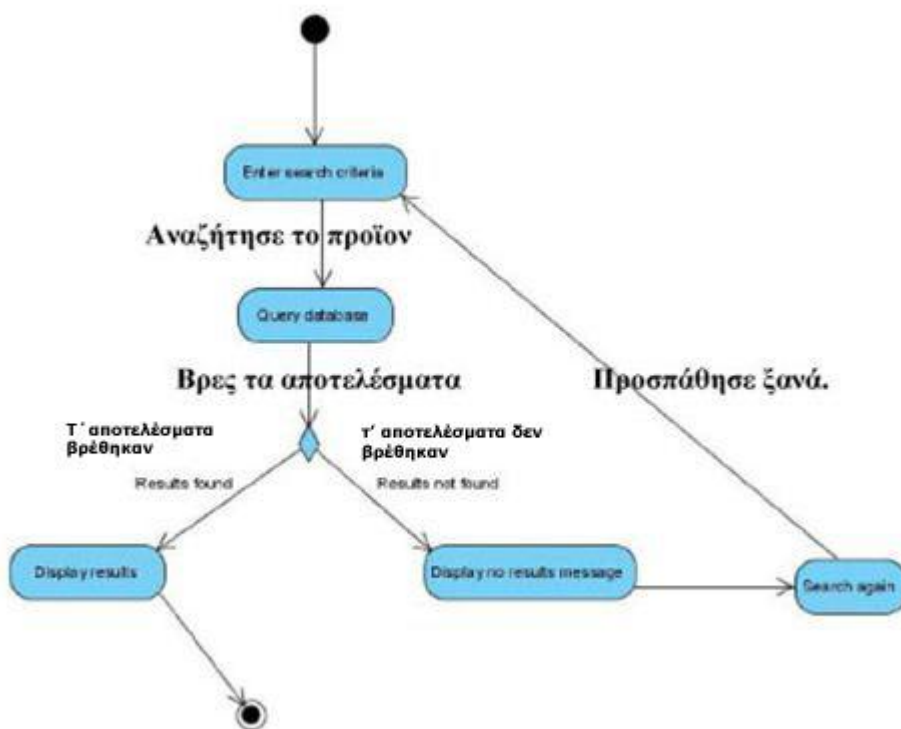 Enter search criteria
Αναζήτησε το προϊον
Query database
Βρες τα αποτελέσματα
Προσπάθησε ξανά.
Τ΄ αποτελέσματα
βρέθηκαν
τ’ αποτελέσματα δεν
βρέθηκαν
Results found
Results not found
Display results
Display no results message
Search again